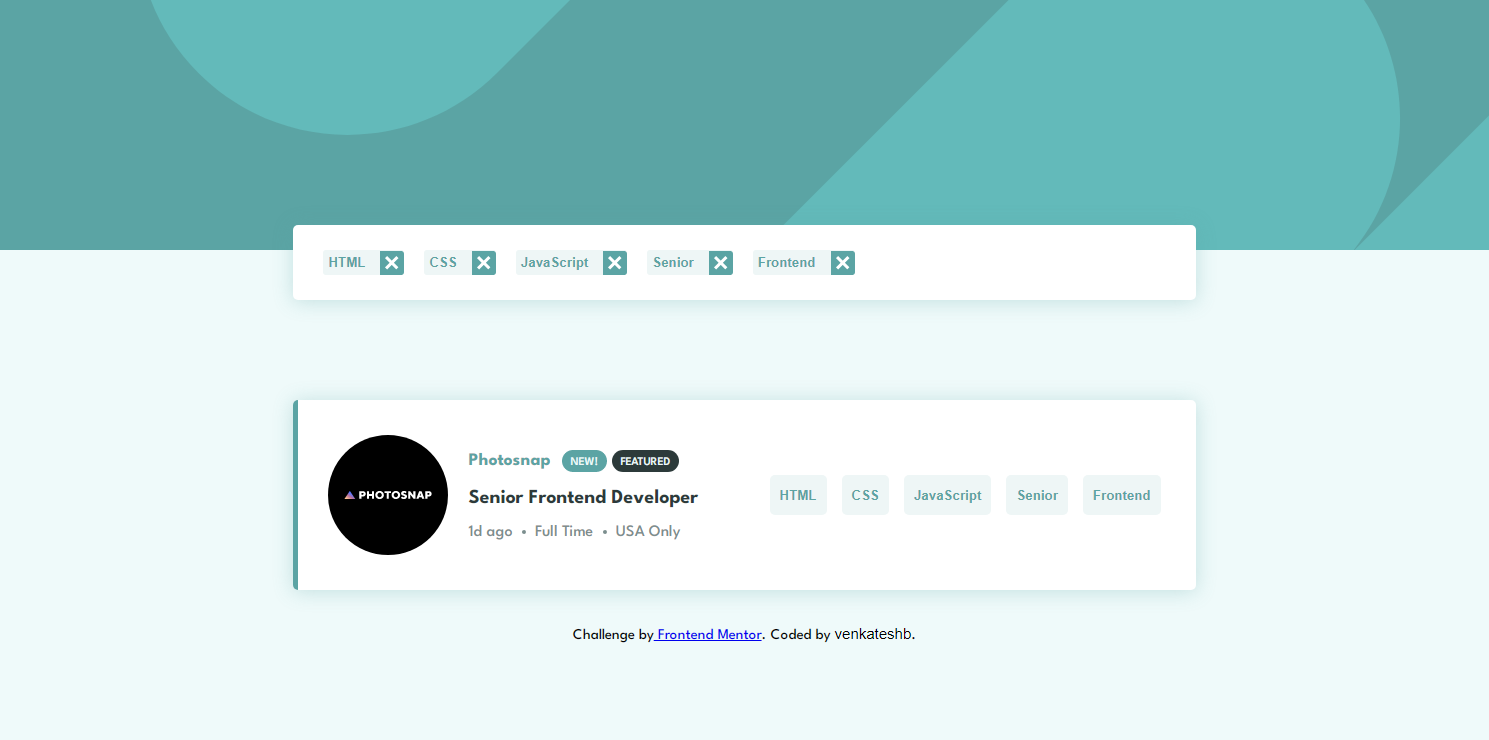 HTML CSS JavaScript Senior Frontend
Photosnap NEW! FEATURED
PHOTOSNAP
Senior Frontend Developer
HTML CSS JavaScript Senior Frontend
1d ago • Full Time • USA Only
Challenge by Frontend Mentor. Coded by venkateshb.